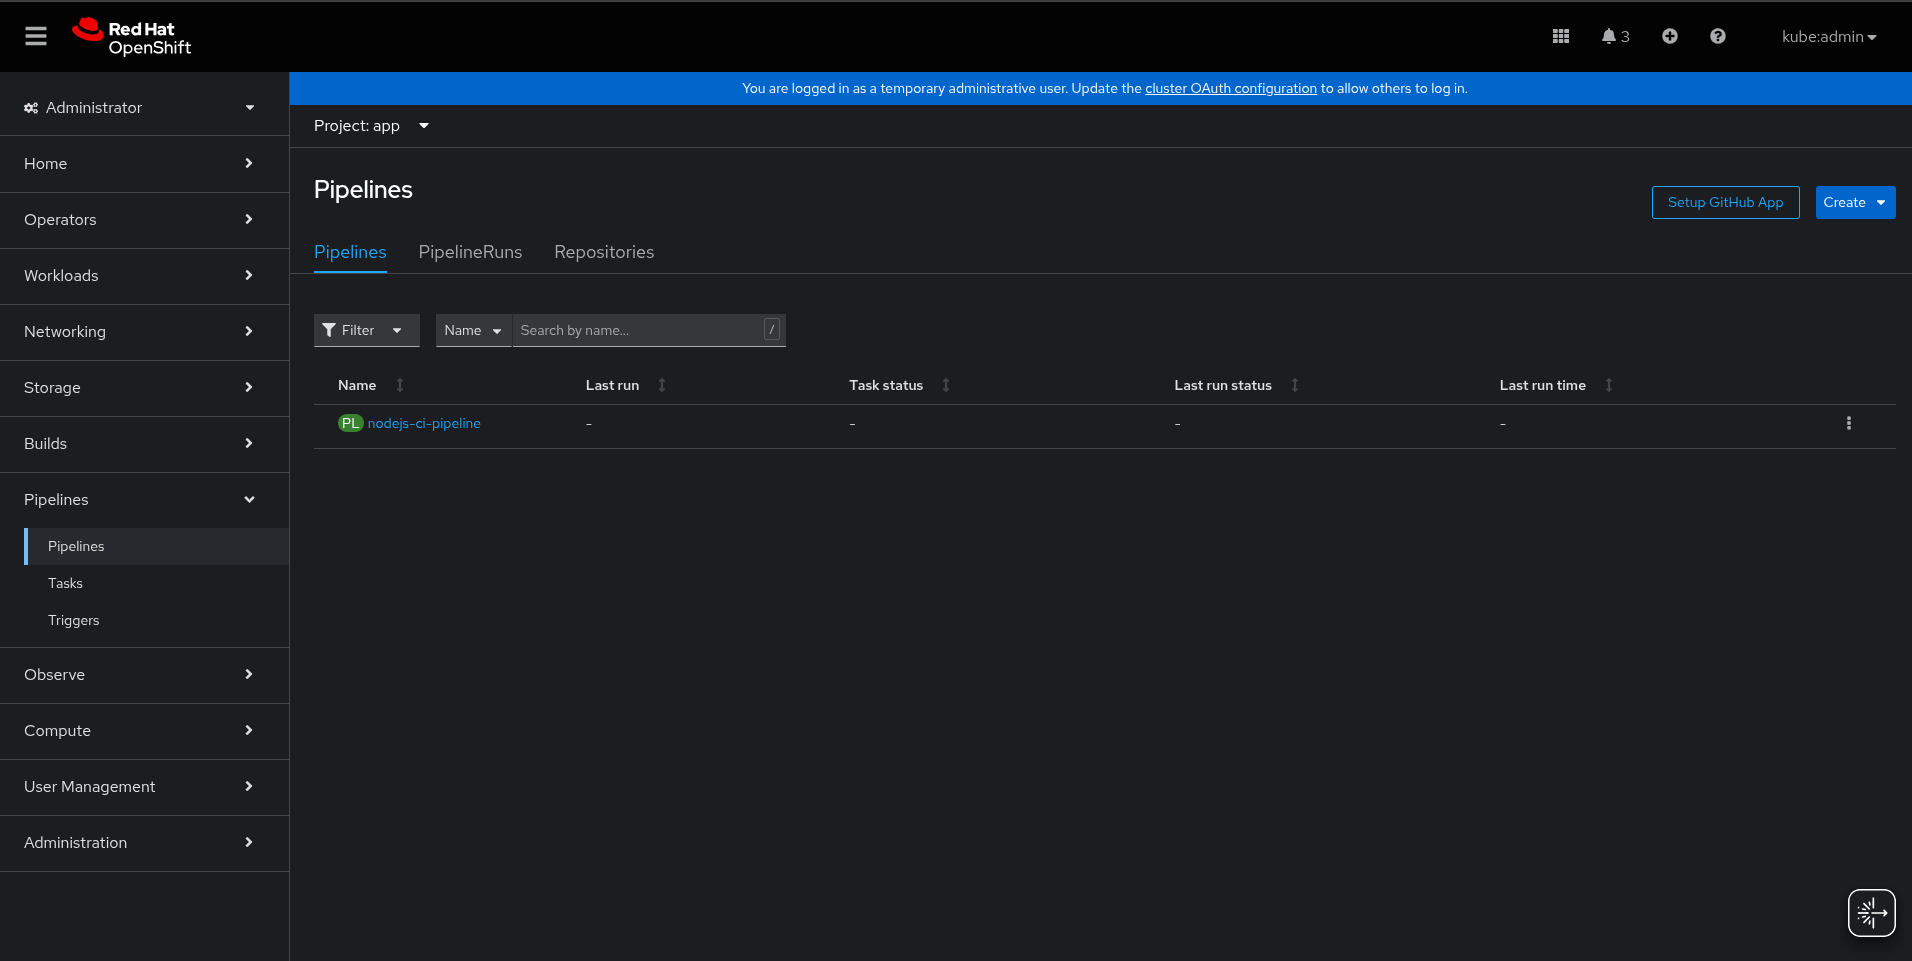 Red Hat
OpenShift
3
kube:admin
Administrator
You are logged in as a temporary administrative user. Update the cluster OAuth configuration to allow others to log in.
Project: app
Home
Operators
Workloads
Networking
Storage
Builds
Pipelines
Pipelines
Tasks
Triggers
Observe
Compute
User Management
Administration
Pipelines
Setup GitHub App
Create
Pipelines PipelineRuns Repositories
Filter Name Search by name... /
Name Last run Task status Last run status Last run time
PL nodejs-ci-pipeline - - - -